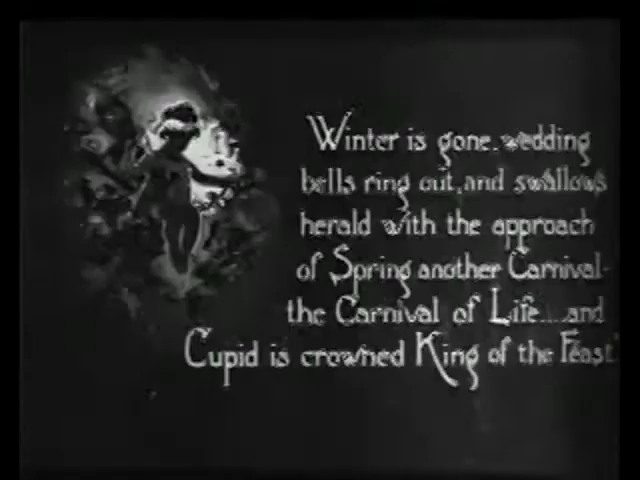 Winter is gone. wedding
bells ring out, and swallows
herald with the approach
of Spring another Carnival-
the Carnival of Life....and
Cupid is crowned King of the Feast."